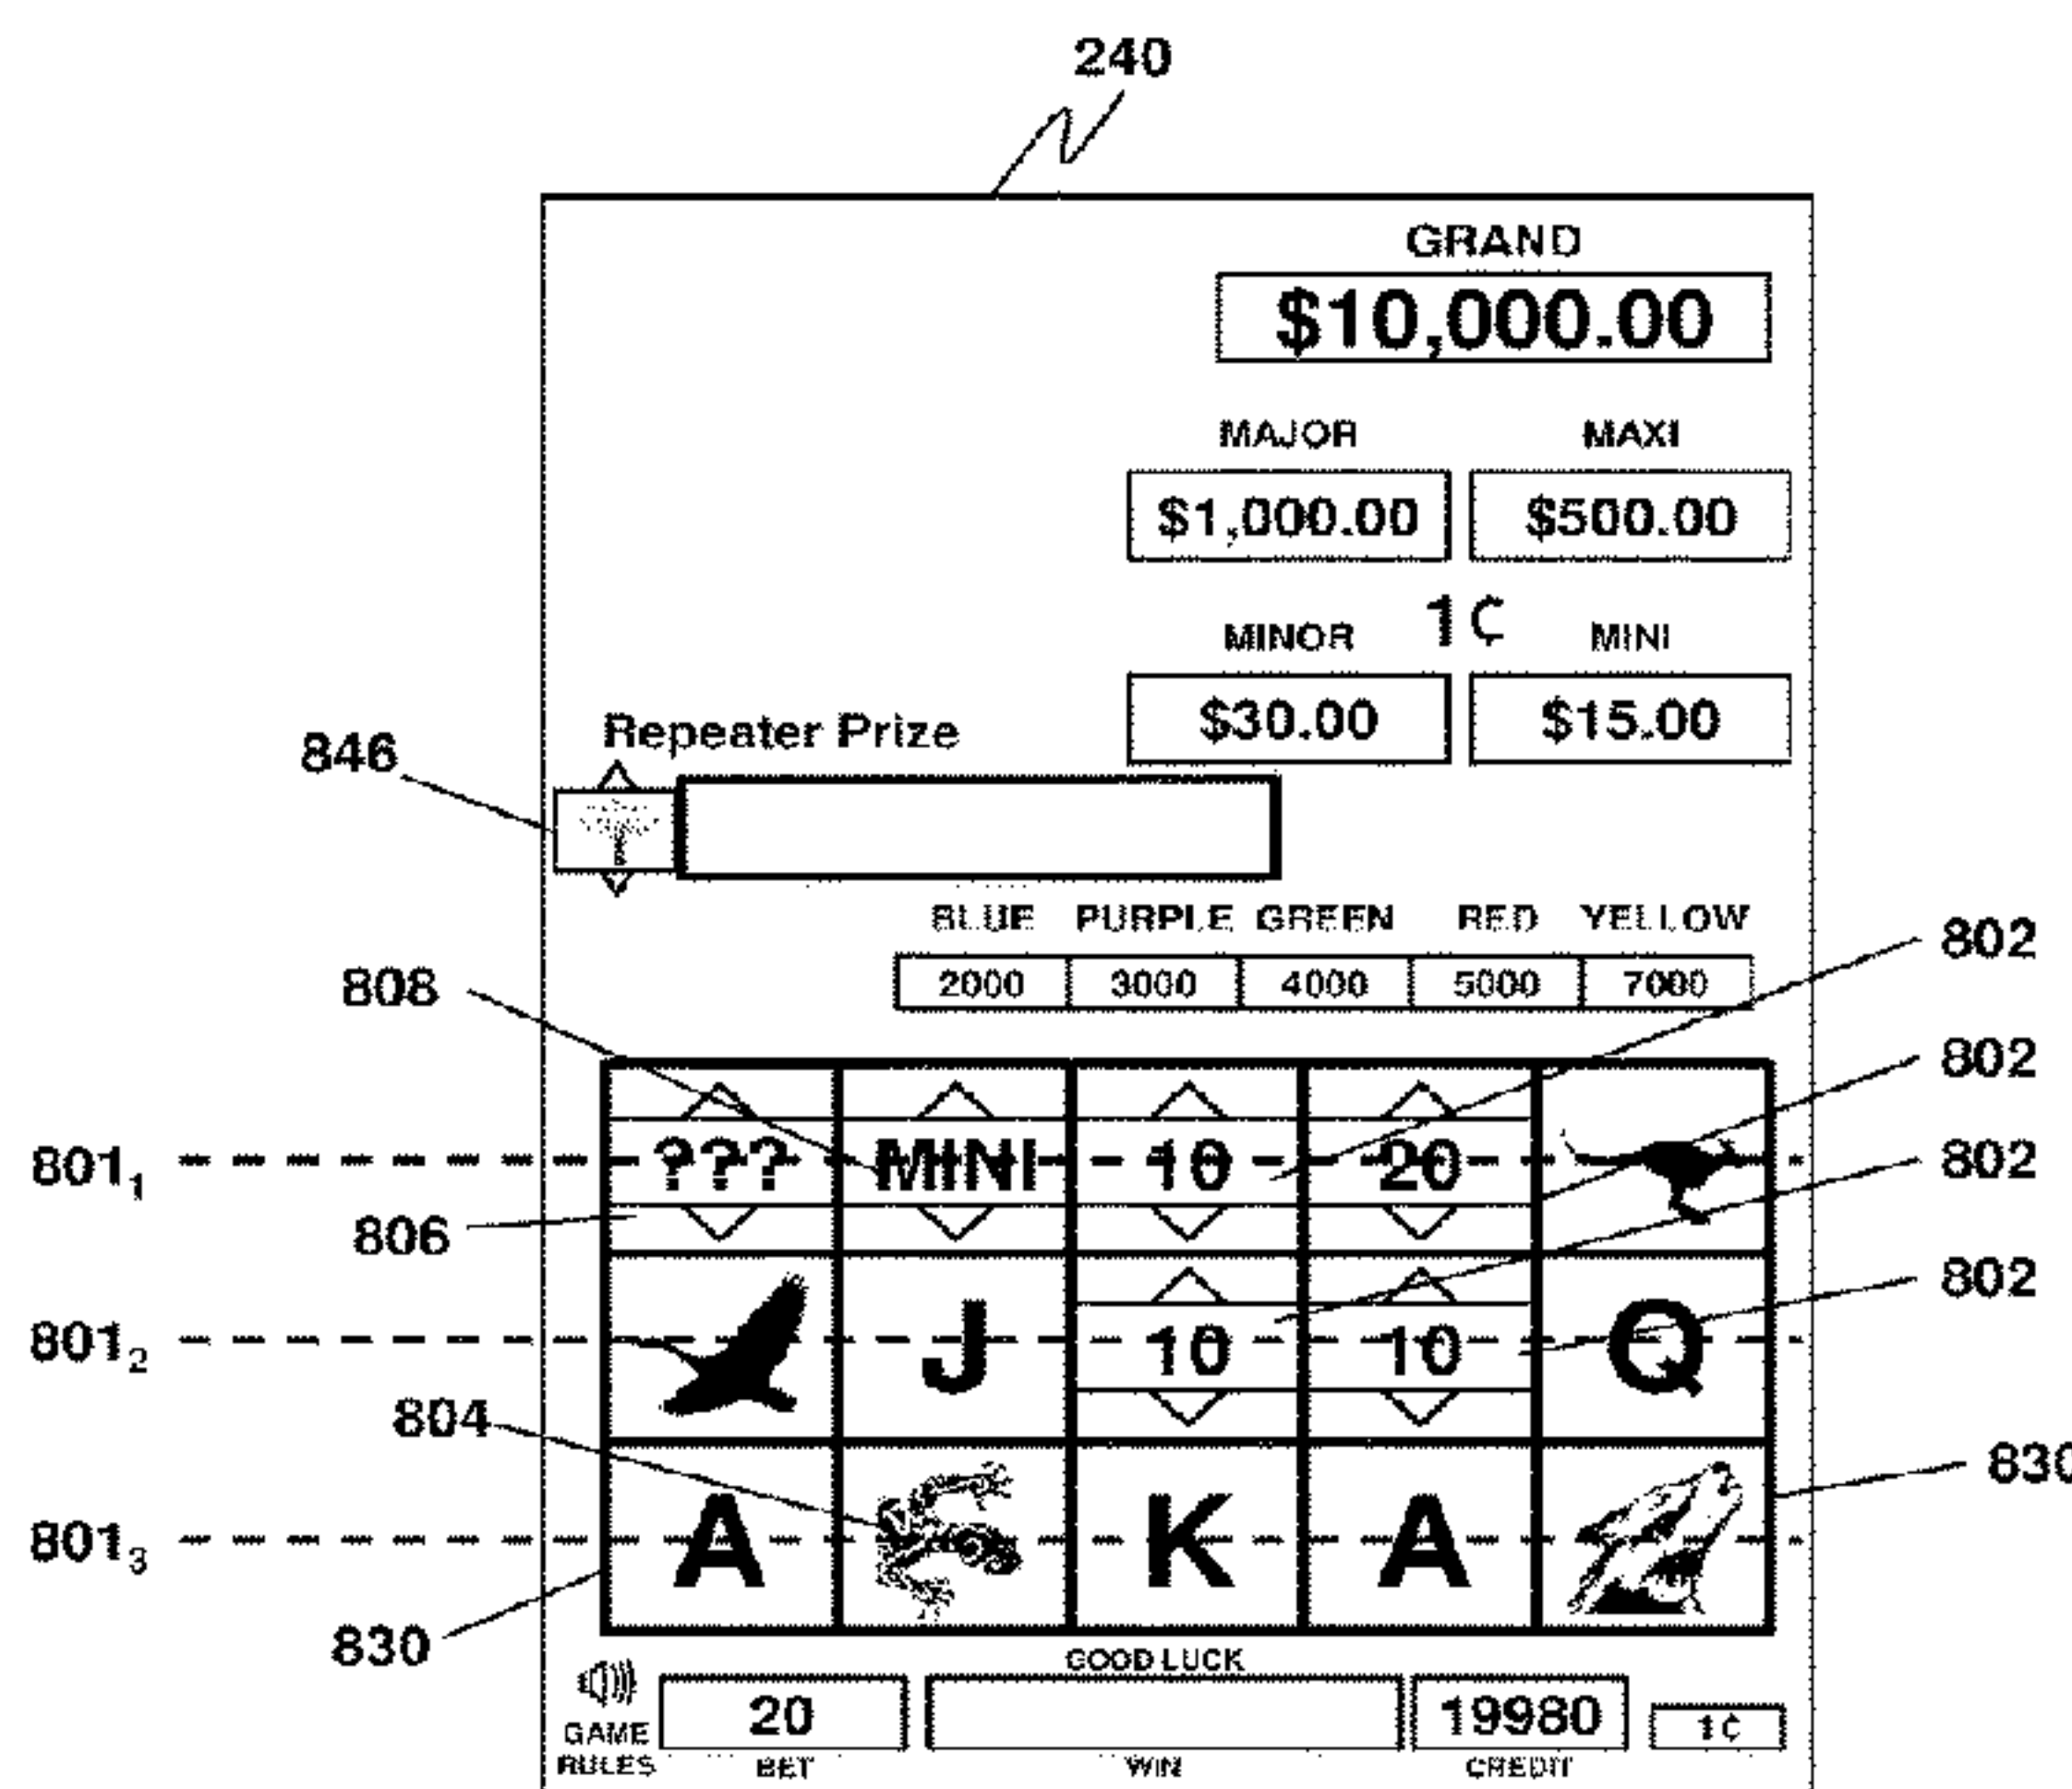 240
GRAND
$10,000.00
MAJOR MAXI
$1,000.00 $500.00
1¢
MINOR MINI
$30.00 $15.00
Repeater Prize
846
BLUE PURPLE GREEN RED YELLOW
802
808
2000 3000 4000 5000 7000
802
801₁ ??? MINI 10 20
802
806
802
801₂ J 10 10 Q
804
830
801₃ A K A
830
GOOD LUCK
20 19980 1¢
GAME
RULES BET WIN CREDIT